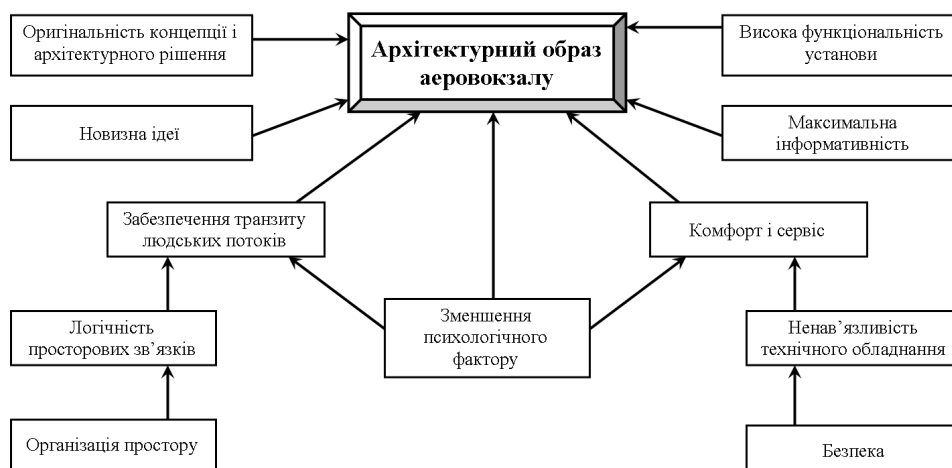 Оригінальність концепції і
архітектурного рішення
Архітектурний образ
аеровокзалу
Висока функціональність
установи
Новизна ідеї
Максимальна
інформативність
Забезпечення транзиту
людських потоків
Комфорт і сервіс
Логічність
просторових зв’язків
Зменшення
психологічного
фактору
Ненав’язливість
технічного обладнання
Організація простору
Безпека